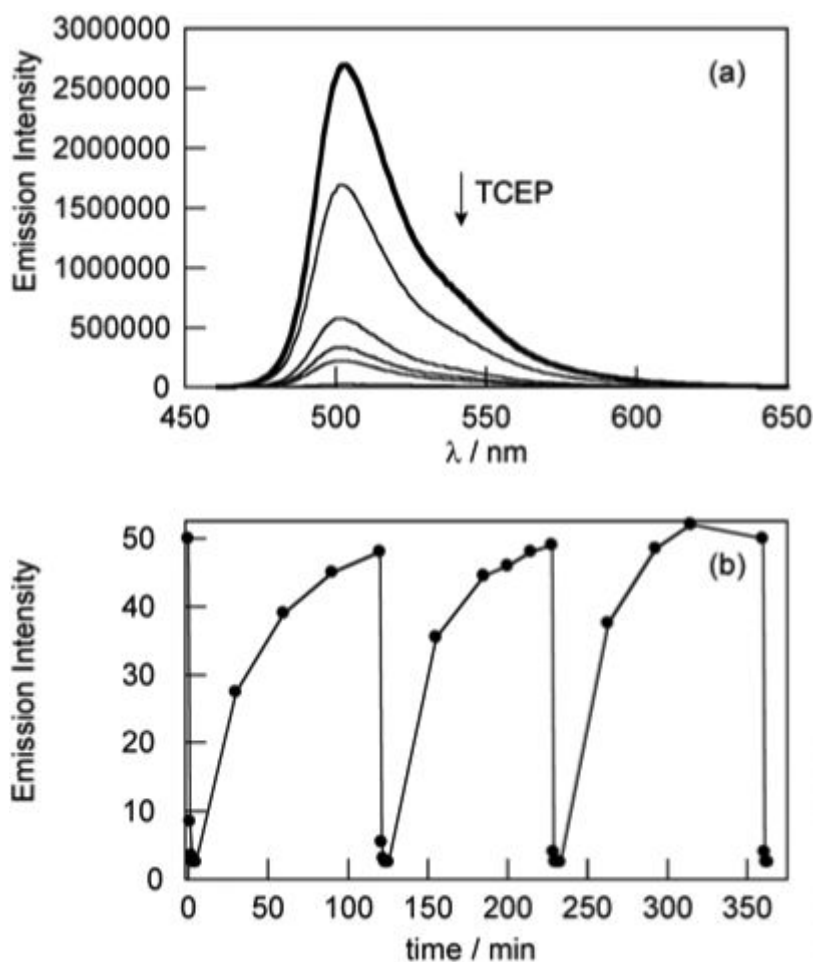 3000000
2500000
2000000
1500000
1000000
500000
0
Emission Intensity
(a)
TCEP
450 500 550 600 650
λ / nm
50
40
30
20
10
0
Emission Intensity
(b)
0 50 100 150 200 250 300 350
time / min